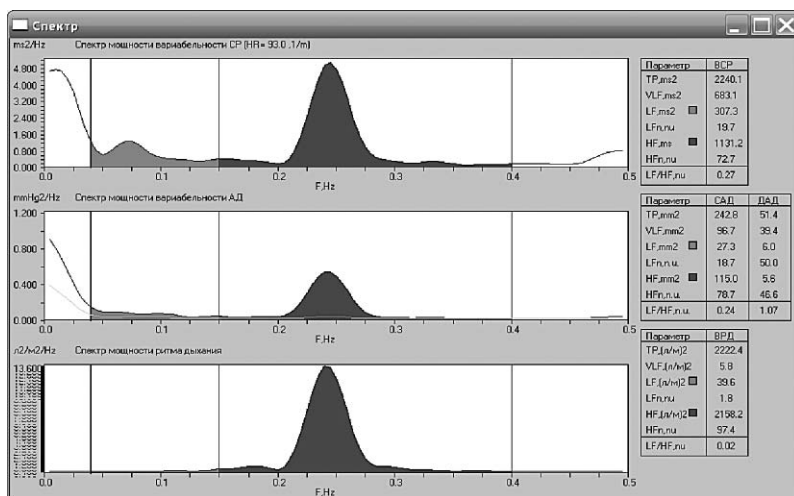 Спектр
ms2/Hz Спектр мощности вариабельности СР (HR= 93.0 .1/m)
4.800
4.000
3.200
2.400
1.600
0.800
0.000
0.0 0.1 0.2 0.3 0.4 0.5
F,Hz
Параметр ВСР
TP,ms2 2240.1
VLF,ms2 683.1
LF,ms2 307.3
LFn,nu 19.7
HF,ms 1131.2
HFn,nu 72.7
LF/HF,nu 0.27
mmHg2/Hz Спектр мощности вариабельности АД
1.200
0.800
0.400
0.000
0.0 0.1 0.2 0.3 0.4 0.5
F,Hz
Параметр САД ДАД
TP,mm2 242.8 51.4
VLF,mm2 96.7 39.4
LF,mm2 27.3 6.0
LFn,n.u. 18.7 50.0
HF,mm2 115.0 5.6
HFn,n.u. 78.7 46.6
LF/HF,n.u. 0.24 1.07
л2/м2/Hz Спектр мощности ритма дыхания
13.600
0.0 0.1 0.2 0.3 0.4 0.5
F,Hz
Параметр ВРД
TP,(л/м)2 2222.4
VLF,(л/м)2 5.8
LF,(л/м)2 39.6
LFn,nu 1.8
HF,(л/м)2 2158.2
HFn,nu 97.4
LF/HF,nu 0.02